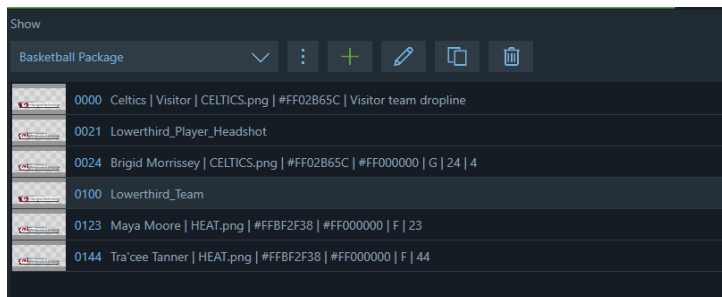 Show
Basketball Package
0000 Celtics | Visitor | CELTICS.png | #FF02B65C | Visitor team dropline
0021 Lowerthird_Player_Headshot
0024 Brigid Morrissey | CELTICS.png | #FF02B65C | #FF000000 | G | 24 | 4
0100 Lowerthird_Team
0123 Maya Moore | HEAT.png | #FFBF2F38 | #FF000000 | F | 23
0144 Tra'cee Tanner | HEAT.png | #FFBF2F38 | #FF000000 | F | 44